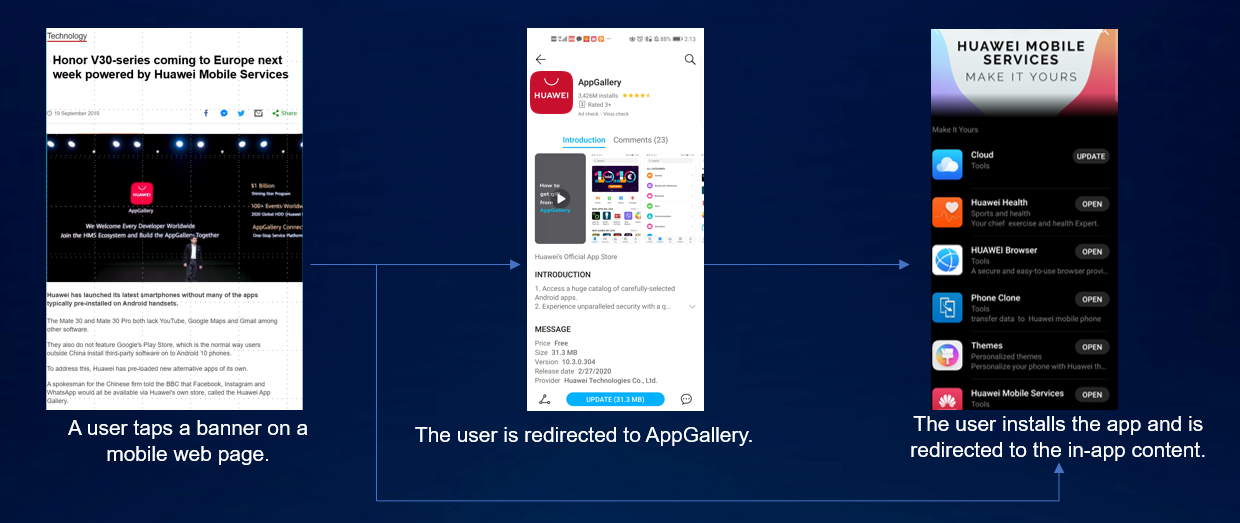 Technology
Honor V30-series coming to Europe next
week powered by Huawei Mobile Services
19 September 2019
Share
HUAWEI
AppGallery
We Welcome Every Developer Worldwide
Join the HMS Ecosystem and Build the AppGallery Together
$1 Billion
Shining-Star Program
100+ Events Worldw
2020 Global HDD (Huawei
AppGallery Connec
One-Stop Service Platform
Huawei has launched its latest smartphones without many of the apps
typically pre-installed on Android handsets.
The Mate 30 and Mate 30 Pro both lack YouTube, Google Maps and Gmail among
other software.
They also do not feature Google's Play Store, which is the normal way users
outside China install third-party software on to Android 10 phones.
To address this, Huawei has pre-loaded new alternative apps of its own.
A spokesman for the Chinese firm told the BBC that Facebook, Instagram and
WhatsApp would all be available via Huawei's own store, called the Huawei App
Gallery.
A user taps a banner on a
mobile web page.
88% 2:13
HUAWEI
AppGallery
3,426M installs
3 Rated 3+
Ad check · Virus check
Introduction Comments (23)
How to
get gift
from
AppGallery
Huawei's Official App Store
INTRODUCTION
1. Access a huge catalog of carefully-selected
Android apps.
2. Experience unparalleled security with a q...
MESSAGE
Price Free
Size 31.3 MB
Version 10.3.0.304
Release date 2/27/2020
Provider Huawei Technologies Co., Ltd.
UPDATE (31.3 MB)
The user is redirected to AppGallery.
HUAWEI MOBILE
SERVICES
MAKE IT YOURS
Make It Yours
Cloud
Tools
UPDATE
Huawei Health
Sports and health
Your chief exercise and health Expert.
OPEN
HUAWEI Browser
Tools
A secure and easy-to-use browser provi...
OPEN
Phone Clone
Tools
transfer data to Huawei mobile phone
OPEN
Themes
Personalized themes
Personalize your phone with Huawei th...
OPEN
Huawei Mobile Services
Tools
OPEN
The user installs the app and is
redirected to the in-app content.